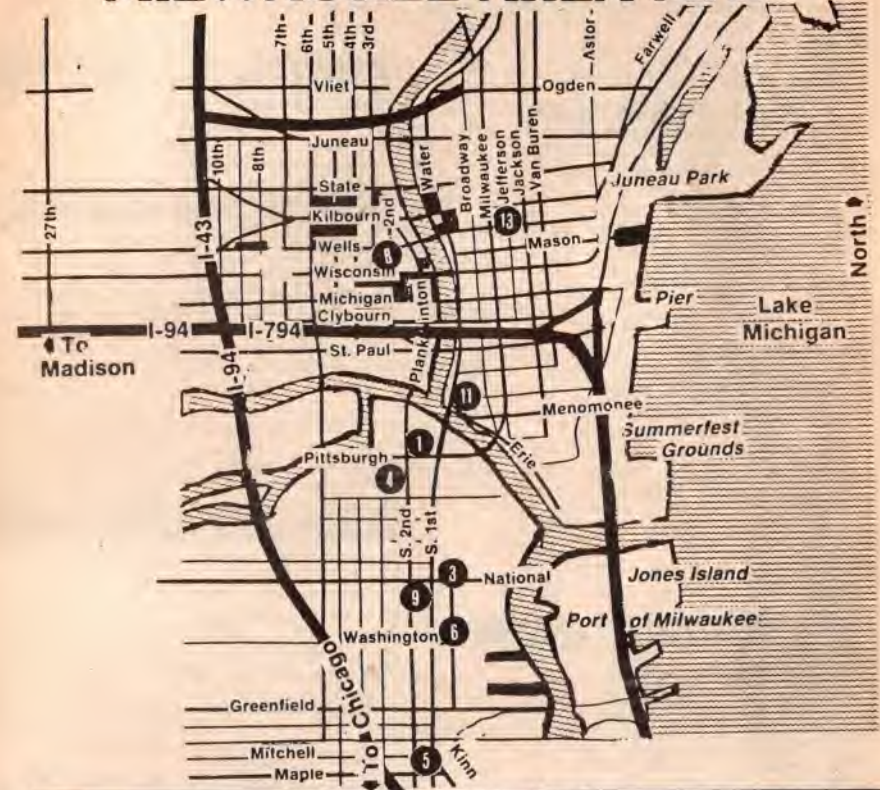 7th
6th
5th
4th
3rd
Astor
Farwell
Vliet
Ogden
Juneau
10th
8th
State
Water
Broadway
Milwaukee
Jefferson
Jackson
Van Buren
Juneau Park
27th
I-43
Kilbourn
2nd
13
Wells
8
Mason
North
Wisconsin
Michigan
Clybourn
Plankinton
Pier
Lake
Michigan
I-94
I-794
To
Madison
St. Paul
I-94
11
Menomonee
Summerfest
Grounds
1
Erie
Pittsburgh
4
S. 2nd
S. 1st
3
National
Jones Island
9
Port of Milwaukee
Washington
6
To Chicago
Greenfield
Mitchell
5
Kinn
Maple